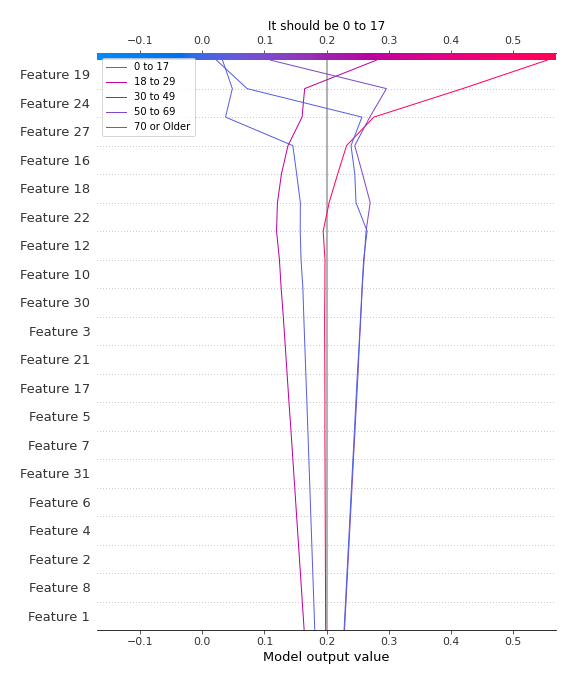 It should be 0 to 17
−0.1 0.0 0.1 0.2 0.3 0.4 0.5
0 to 17
18 to 29
30 to 49
50 to 69
70 or Older
Feature 19
Feature 24
Feature 27
Feature 16
Feature 18
Feature 22
Feature 12
Feature 10
Feature 30
Feature 3
Feature 21
Feature 17
Feature 5
Feature 7
Feature 31
Feature 6
Feature 4
Feature 2
Feature 8
Feature 1
−0.1 0.0 0.1 0.2 0.3 0.4 0.5
Model output value